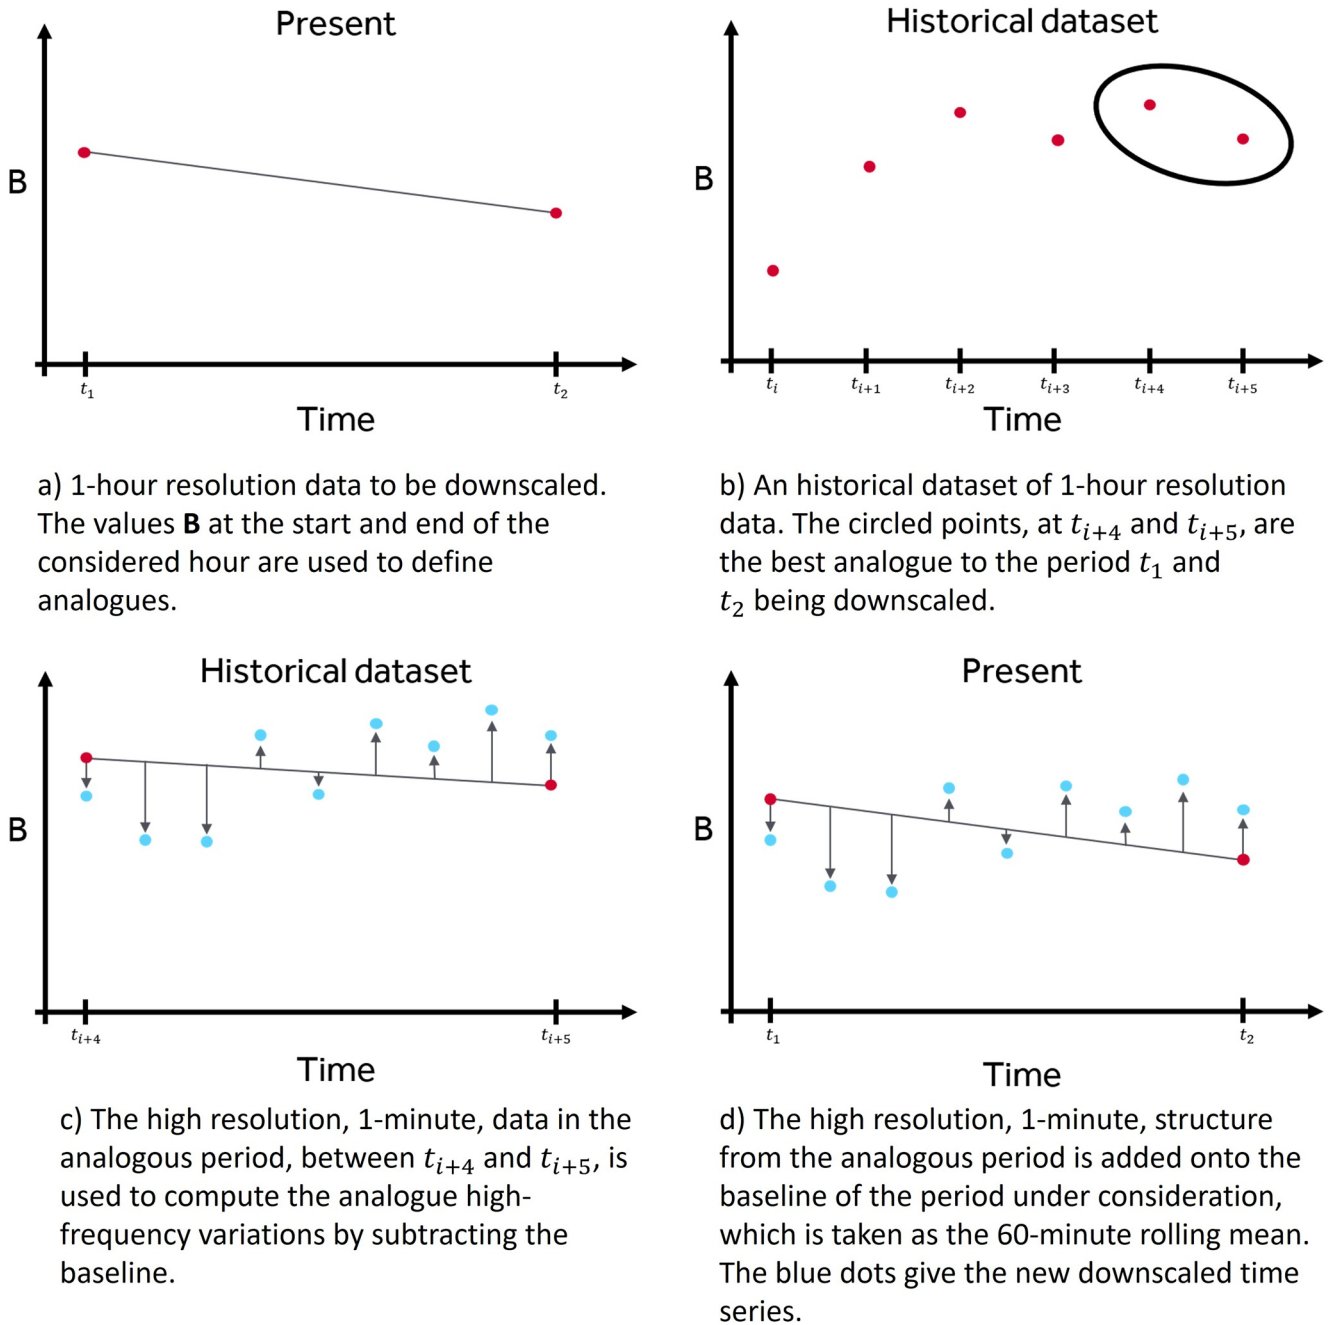 Present
B
t₁
t₂
Time
a) 1-hour resolution data to be downscaled.
The values B at the start and end of the
considered hour are used to define
analogues.
Historical dataset
B
tᵢ
tᵢ₊₁
tᵢ₊₂
tᵢ₊₃
tᵢ₊₄
tᵢ₊₅
Time
b) An historical dataset of 1-hour resolution
data. The circled points, at tᵢ₊₄ and tᵢ₊₅, are
the best analogue to the period t₁ and
t₂ being downscaled.
Historical dataset
B
tᵢ₊₄
tᵢ₊₅
Time
c) The high resolution, 1-minute, data in the
analogous period, between tᵢ₊₄ and tᵢ₊₅, is
used to compute the analogue high-
frequency variations by subtracting the
baseline.
Present
B
t₁
t₂
Time
d) The high resolution, 1-minute, structure
from the analogous period is added onto the
baseline of the period under consideration,
which is taken as the 60-minute rolling mean.
The blue dots give the new downscaled time
series.